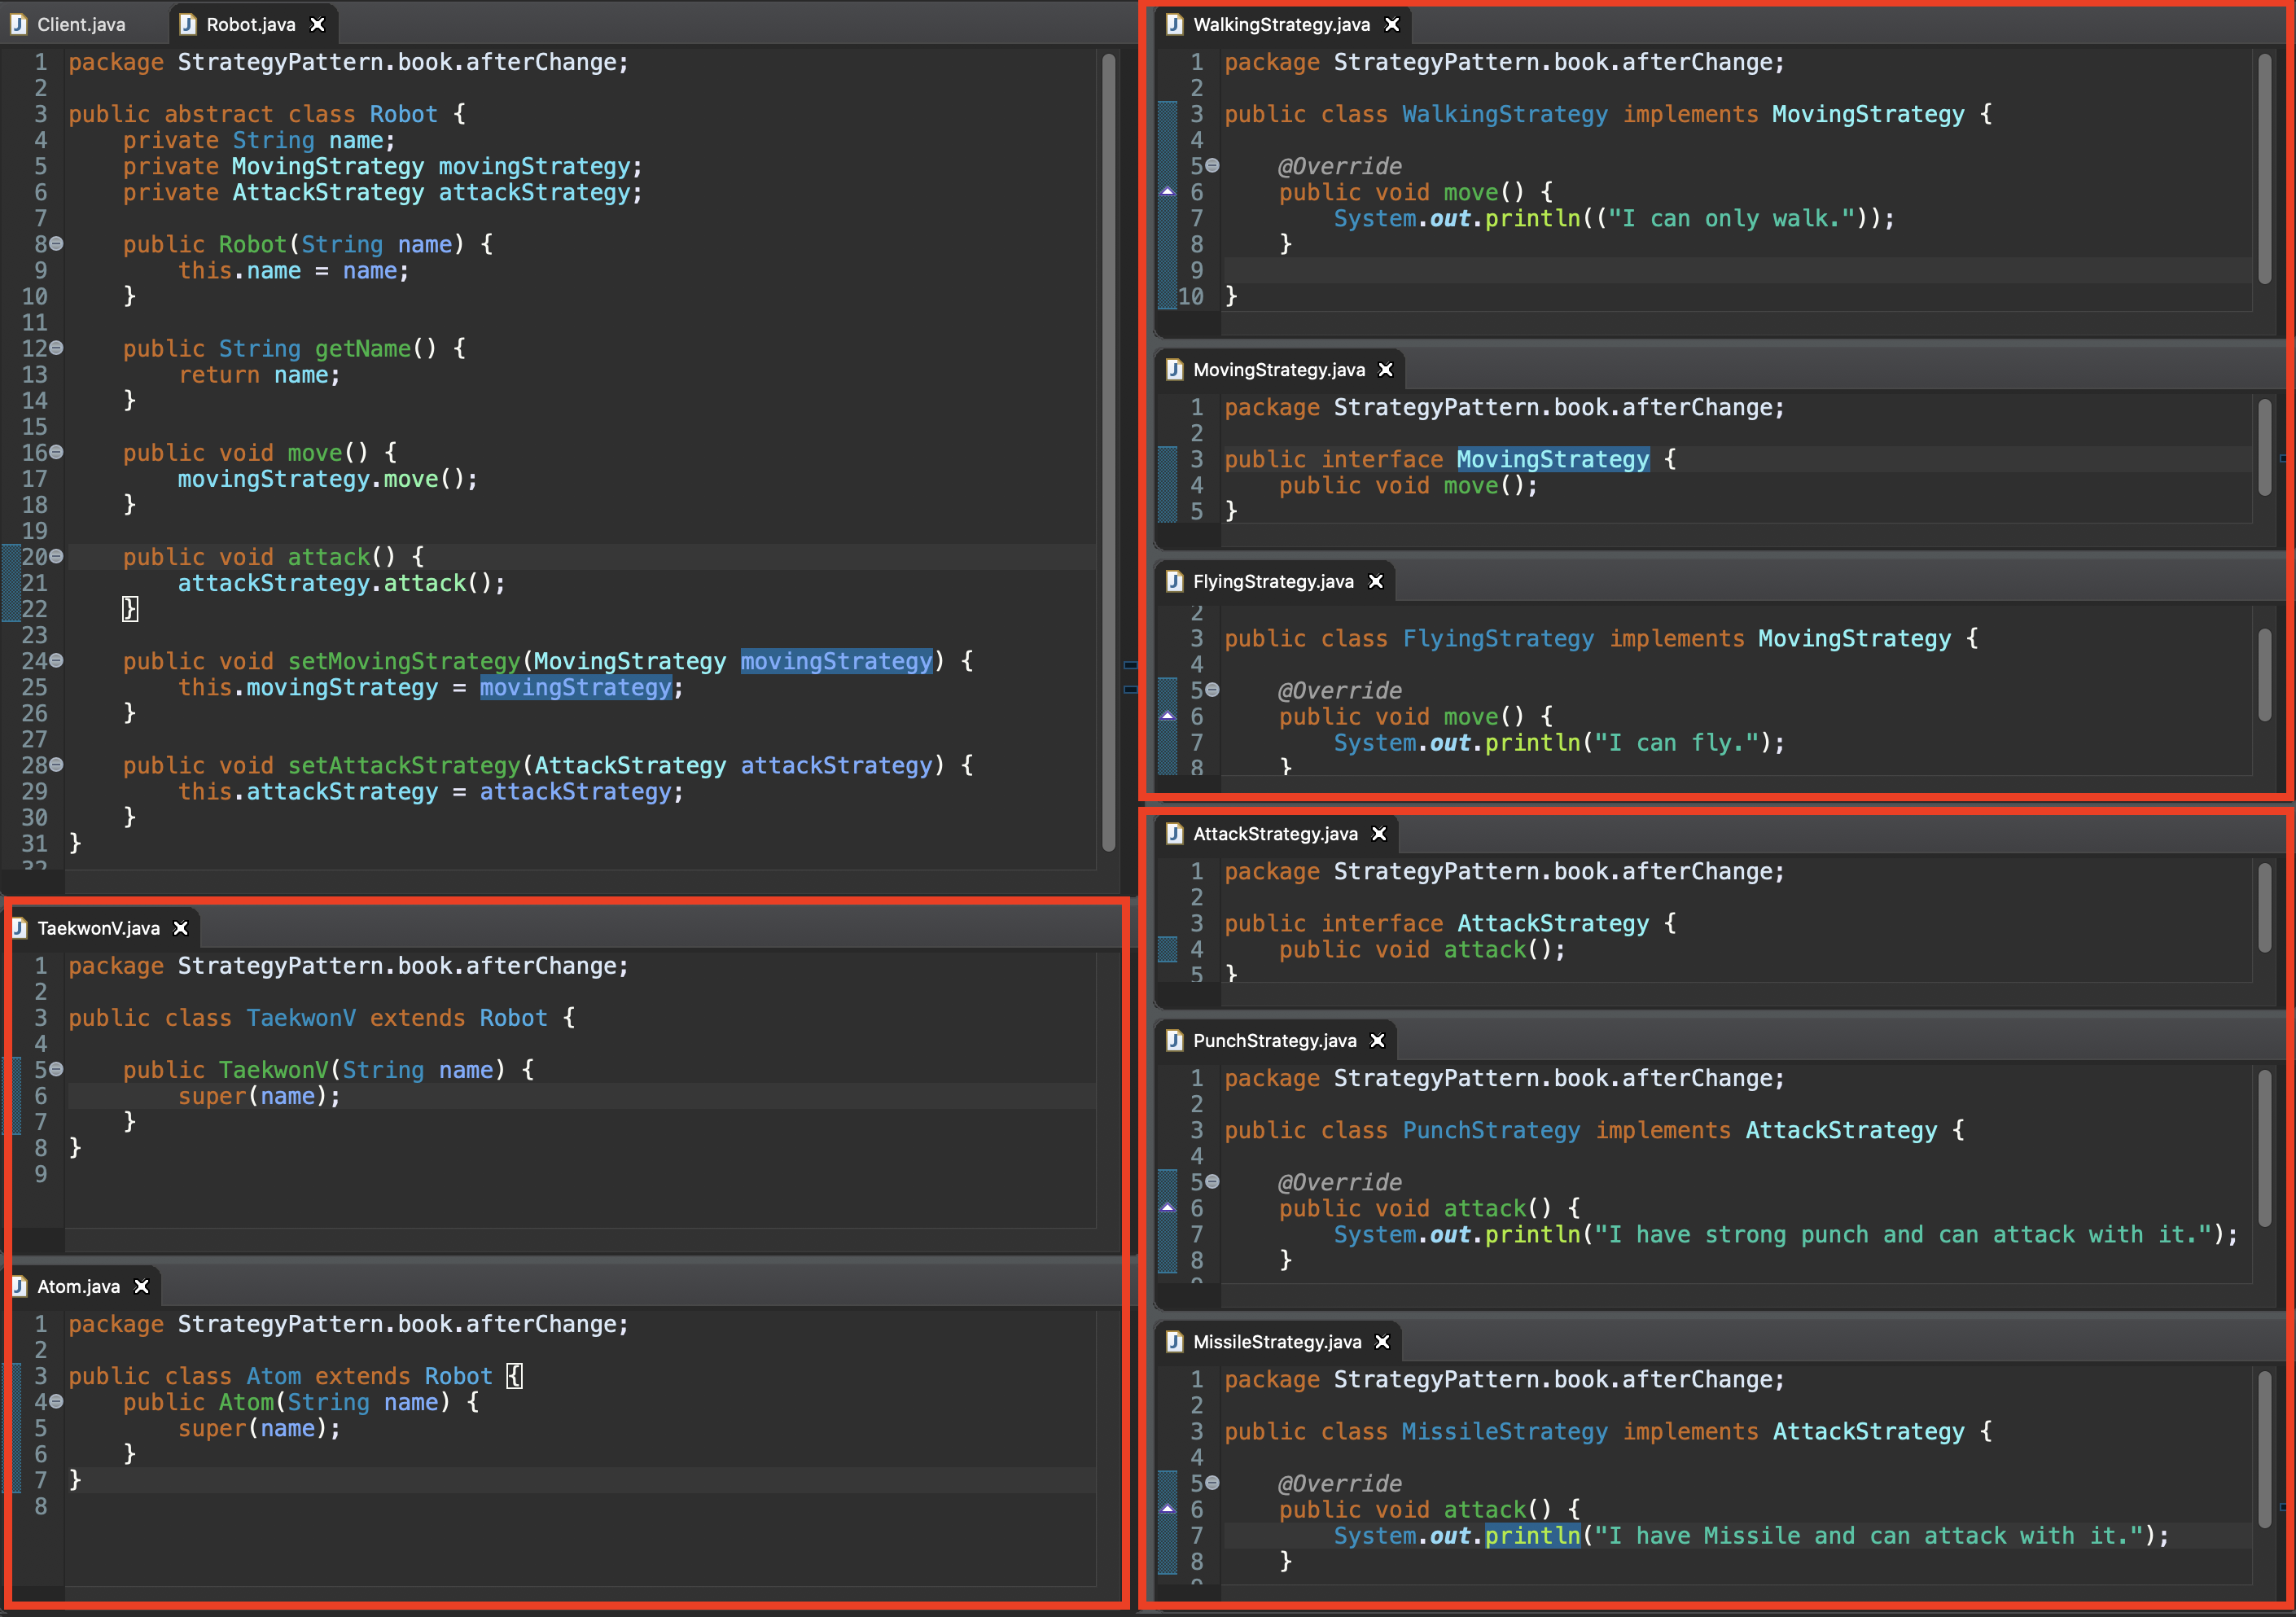 Client.java
Robot.java
1 package StrategyPattern.book.afterChange;
2
3 public abstract class Robot {
4     private String name;
5     private MovingStrategy movingStrategy;
6     private AttackStrategy attackStrategy;
7
8     public Robot(String name) {
9         this.name = name;
10     }
11
12     public String getName() {
13         return name;
14     }
15
16     public void move() {
17         movingStrategy.move();
18     }
19
20     public void attack() {
21         attackStrategy.attack();
22     }
23
24     public void setMovingStrategy(MovingStrategy movingStrategy) {
25         this.movingStrategy = movingStrategy;
26     }
27
28     public void setAttackStrategy(AttackStrategy attackStrategy) {
29         this.attackStrategy = attackStrategy;
30     }
31 }
32
TaekwonV.java
1 package StrategyPattern.book.afterChange;
2
3 public class TaekwonV extends Robot {
4
5     public TaekwonV(String name) {
6         super(name);
7     }
8 }
9
Atom.java
1 package StrategyPattern.book.afterChange;
2
3 public class Atom extends Robot {
4     public Atom(String name) {
5         super(name);
6     }
7 }
8
WalkingStrategy.java
1 package StrategyPattern.book.afterChange;
2
3 public class WalkingStrategy implements MovingStrategy {
4
5     @Override
6     public void move() {
7         System.out.println(("I can only walk."));
8     }
9
10 }
MovingStrategy.java
1 package StrategyPattern.book.afterChange;
2
3 public interface MovingStrategy {
4     public void move();
5 }
FlyingStrategy.java
2
3 public class FlyingStrategy implements MovingStrategy {
4
5     @Override
6     public void move() {
7         System.out.println("I can fly.");
8     }
AttackStrategy.java
1 package StrategyPattern.book.afterChange;
2
3 public interface AttackStrategy {
4     public void attack();
5 }
PunchStrategy.java
1 package StrategyPattern.book.afterChange;
2
3 public class PunchStrategy implements AttackStrategy {
4
5     @Override
6     public void attack() {
7         System.out.println("I have strong punch and can attack with it.");
8     }
MissileStrategy.java
1 package StrategyPattern.book.afterChange;
2
3 public class MissileStrategy implements AttackStrategy {
4
5     @Override
6     public void attack() {
7         System.out.println("I have Missile and can attack with it.");
8     }